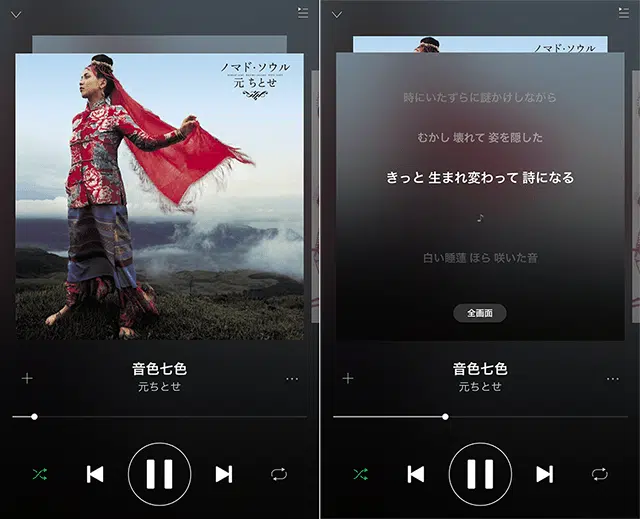 ノマド・ソウル
元 ちとせ
音色七色
元ちとせ
ノマド・ソウル
時にいたずらに謎かけしながら
むかし 壊れて 姿を隠した
きっと 生まれ変わって 詩になる
♪
白い睡蓮 ほら 咲いた音
全画面
音色七色
元ちとせ